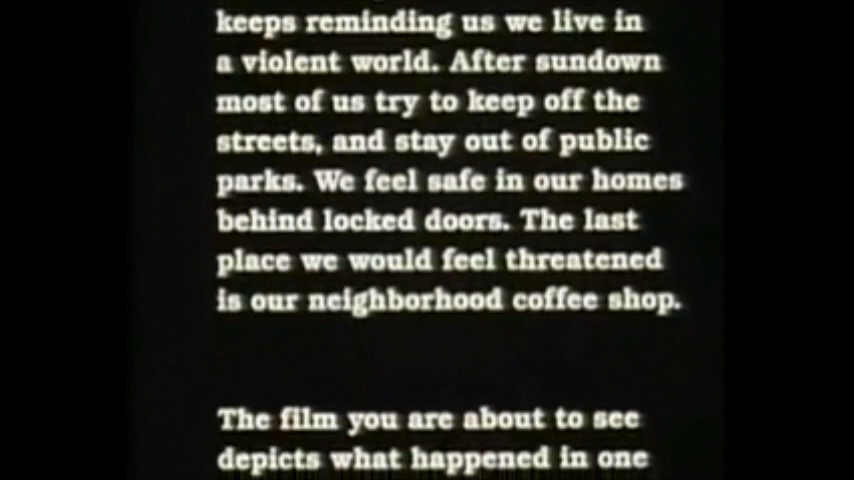 keeps reminding us we live in
a violent world. After sundown
most of us try to keep off the
streets, and stay out of public
parks. We feel safe in our homes
behind locked doors. The last
place we would feel threatened
is our neighborhood coffee shop.
The film you are about to see
depicts what happened in one